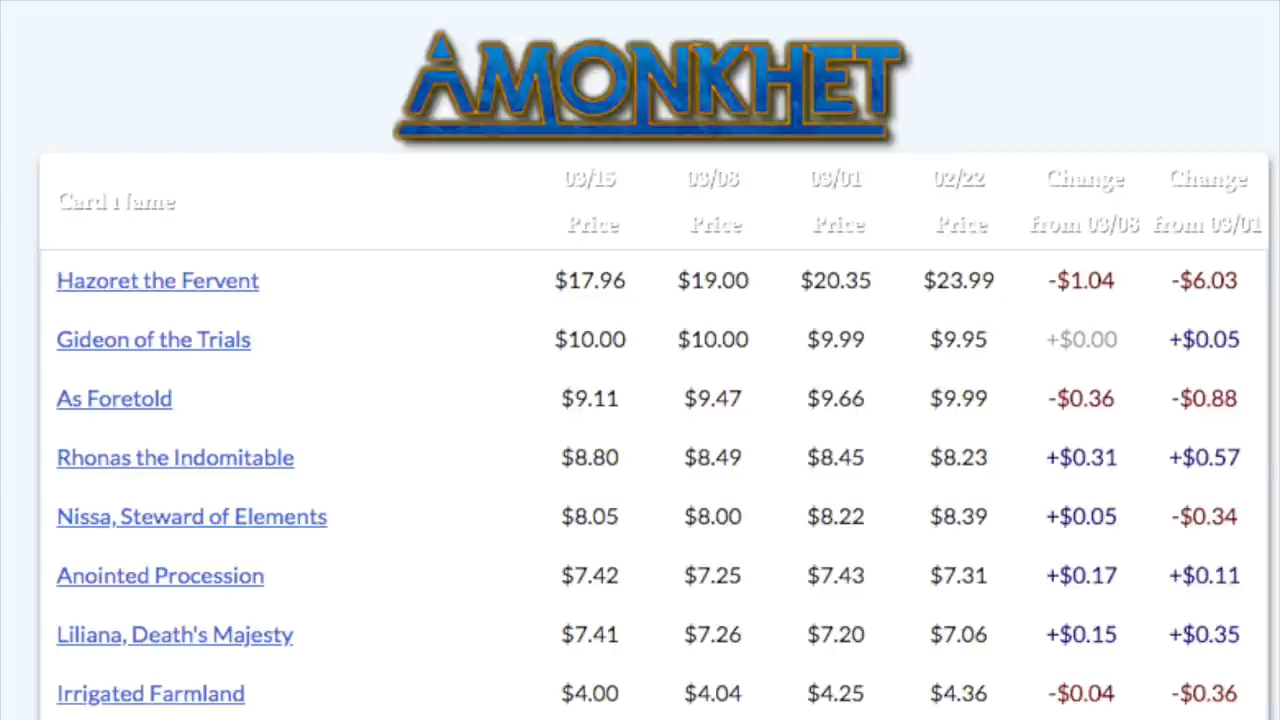 AMONKHET
Card Name 03/15 Price 03/08 Price 03/01 Price 02/22 Price Change from 03/08 Change from 03/01
Hazoret the Fervent $17.96 $19.00 $20.35 $23.99 -$1.04 -$6.03
Gideon of the Trials $10.00 $10.00 $9.99 $9.95 +$0.00 +$0.05
As Foretold $9.11 $9.47 $9.66 $9.99 -$0.36 -$0.88
Rhonas the Indomitable $8.80 $8.49 $8.45 $8.23 +$0.31 +$0.57
Nissa, Steward of Elements $8.05 $8.00 $8.22 $8.39 +$0.05 -$0.34
Anointed Procession $7.42 $7.25 $7.43 $7.31 +$0.17 +$0.11
Liliana, Death's Majesty $7.41 $7.26 $7.20 $7.06 +$0.15 +$0.35
Irrigated Farmland $4.00 $4.04 $4.25 $4.36 -$0.04 -$0.36